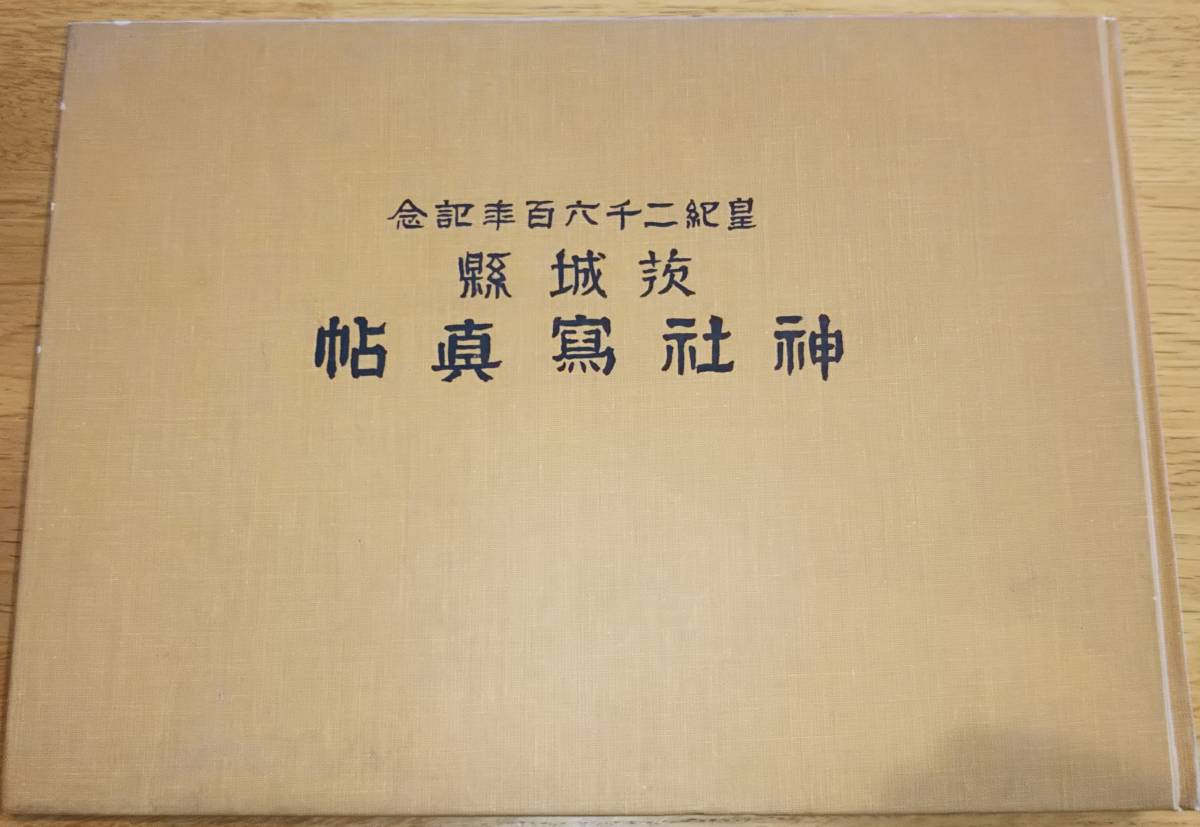 皇紀二千六百年記念
茨城縣
神社寫眞帖